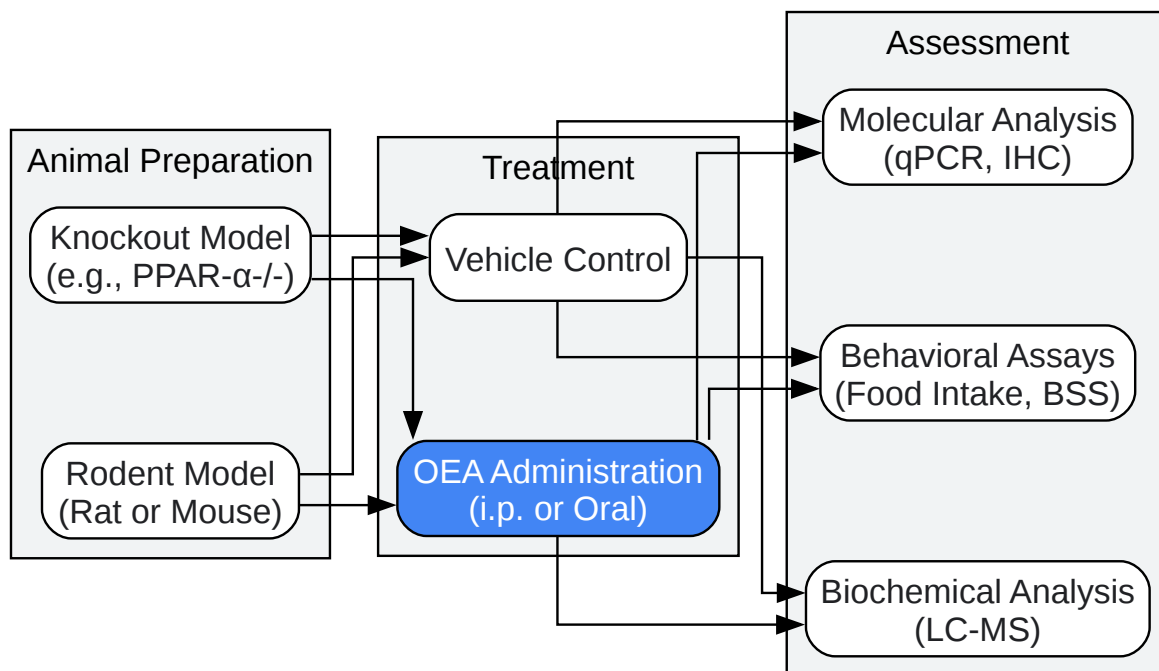 Animal Preparation
Knockout Model
(e.g., PPAR-α-/-)
Rodent Model
(Rat or Mouse)
Treatment
Vehicle Control
OEA Administration
(i.p. or Oral)
Assessment
Molecular Analysis
(qPCR, IHC)
Behavioral Assays
(Food Intake, BSS)
Biochemical Analysis
(LC-MS)